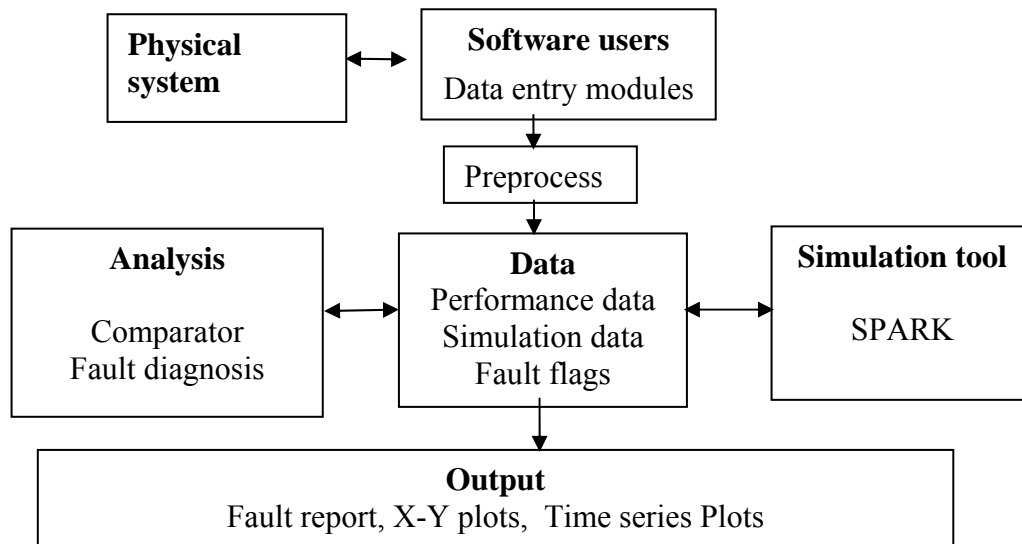 Physical
system
Software users
Data entry modules
Preprocess
Analysis
Comparator
Fault diagnosis
Data
Performance data
Simulation data
Fault flags
Simulation tool
SPARK
Output
Fault report, X-Y plots,  Time series Plots